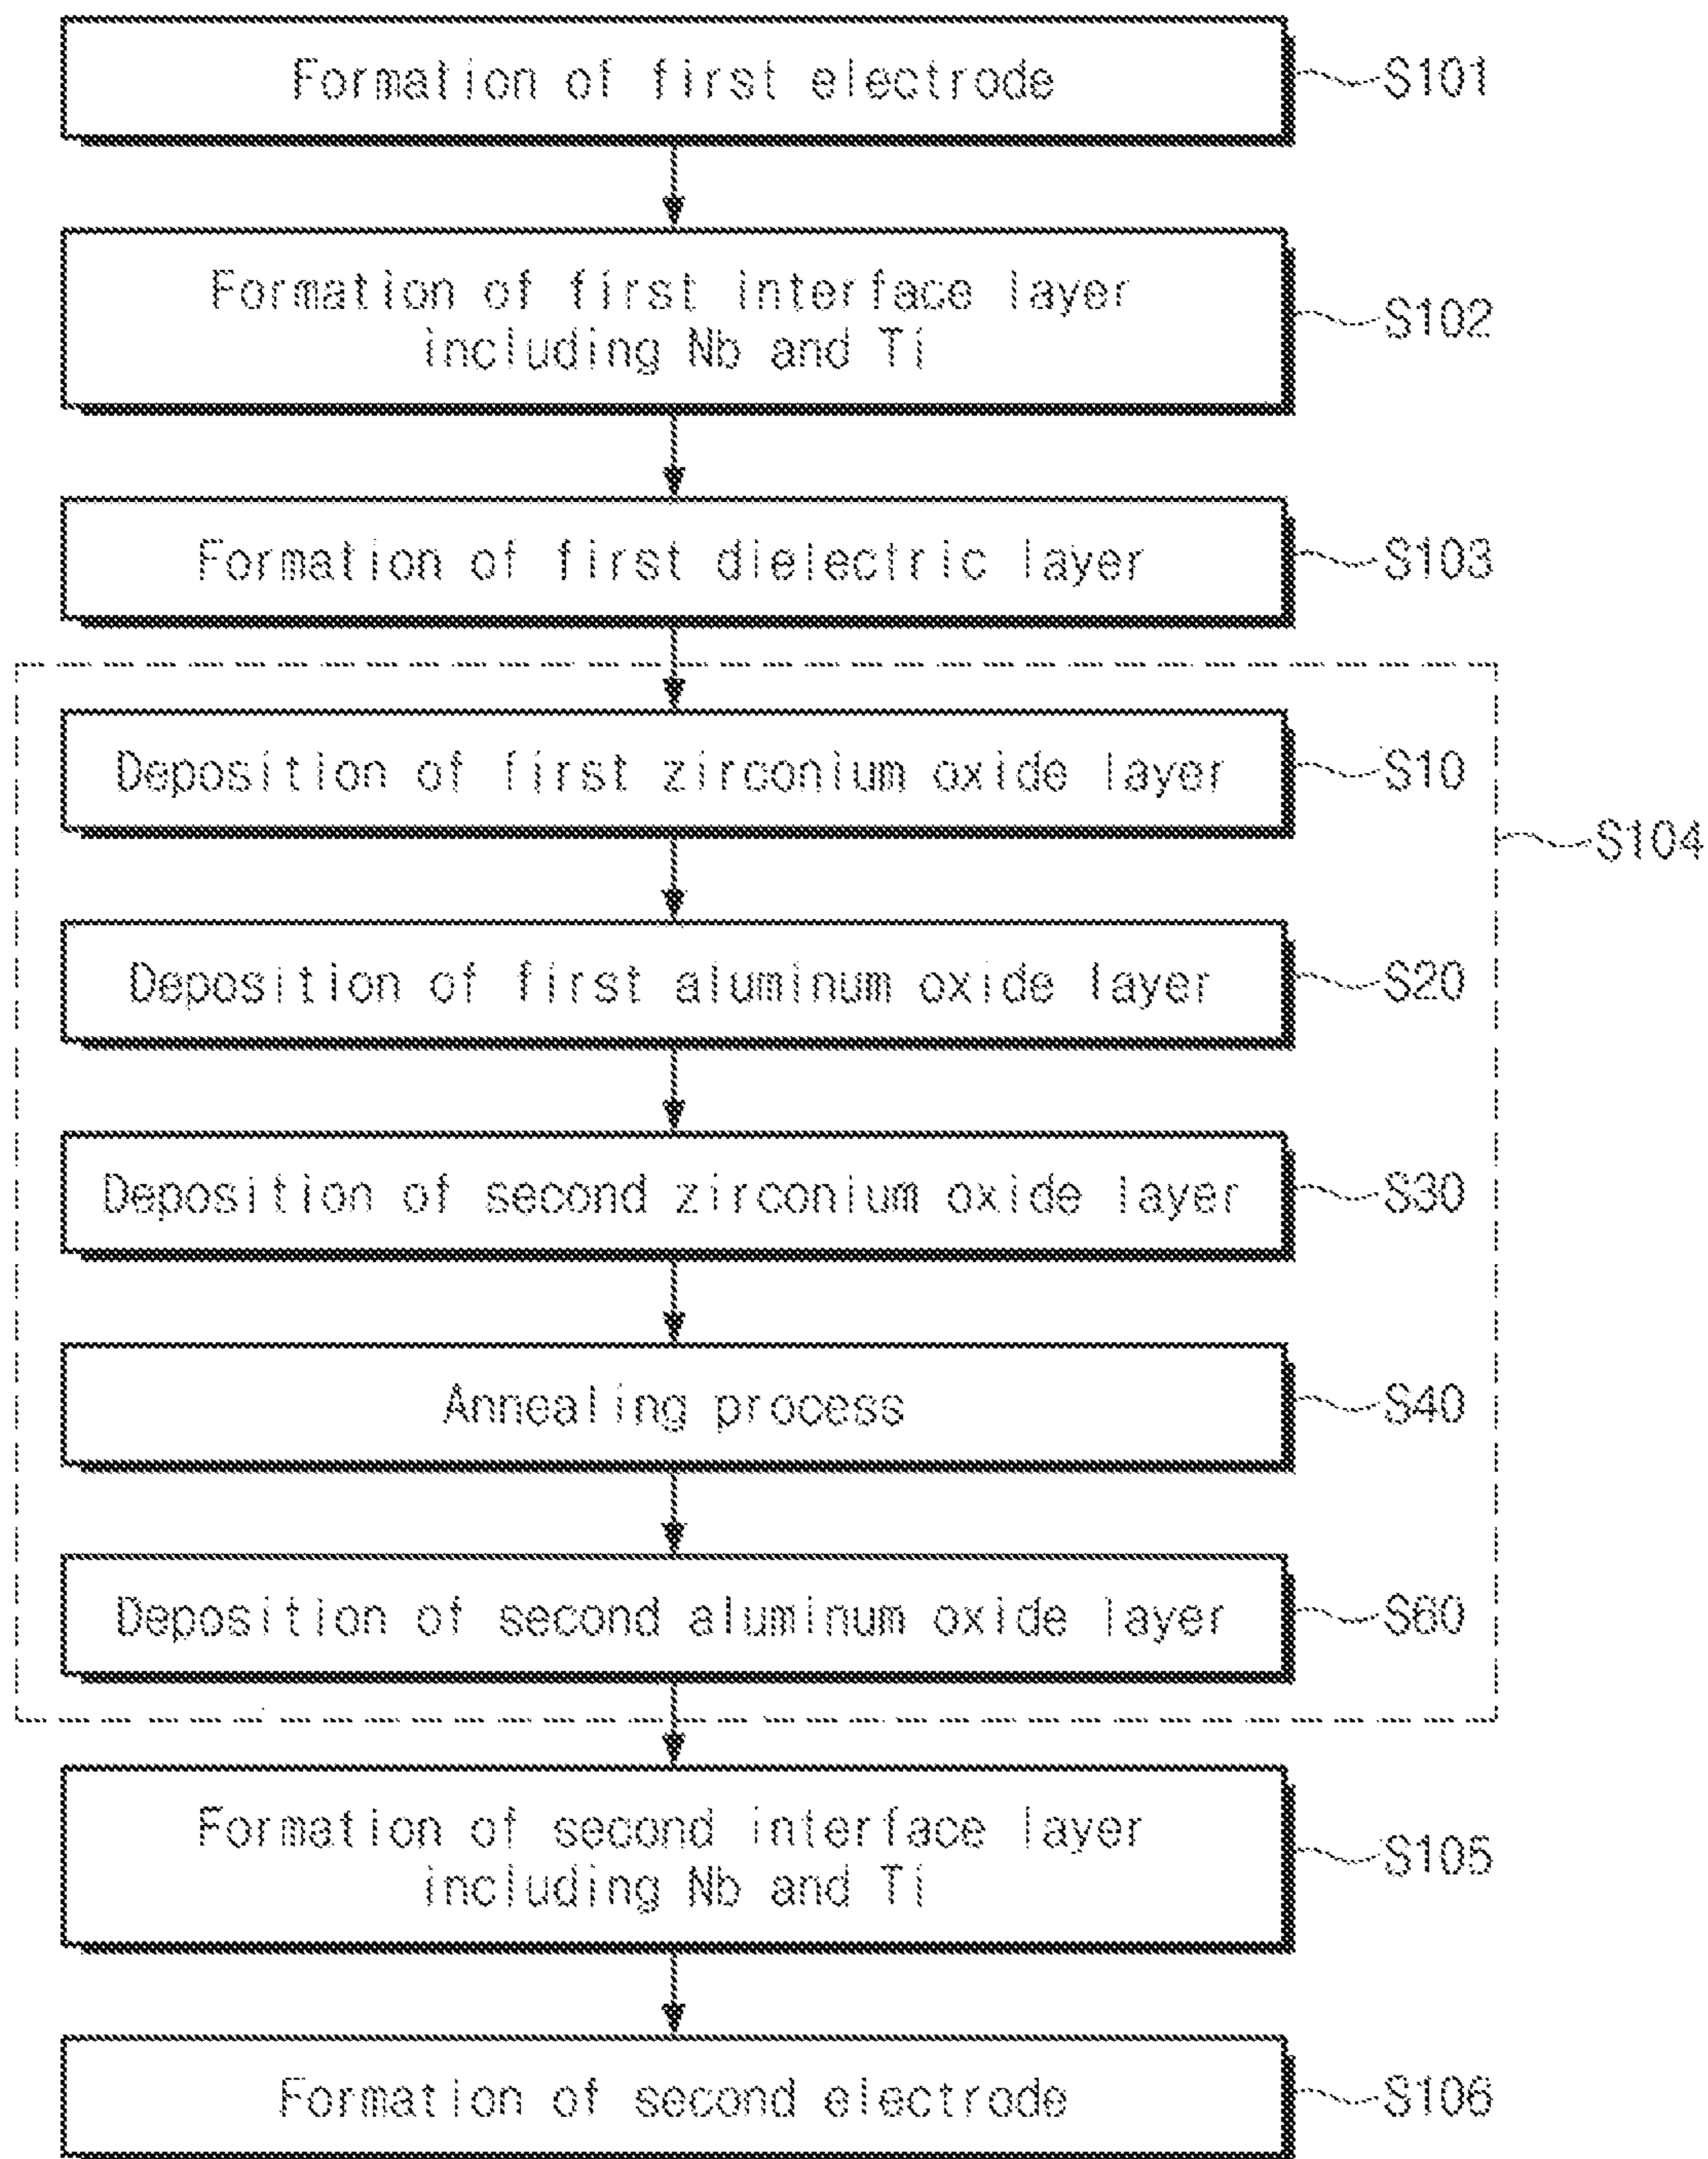 Formation of first electrode
S101
Formation of first interface layer
including Nb and Ti
S102
Formation of first dielectric layer
S103
Deposition of first zirconium oxide layer
S10
S104
Deposition of first aluminum oxide layer
S20
Deposition of second zirconium oxide layer
S30
Annealing process
S40
Deposition of second aluminum oxide layer
S60
Formation of second interface layer
including Nb and Ti
S105
Formation of second electrode
S106